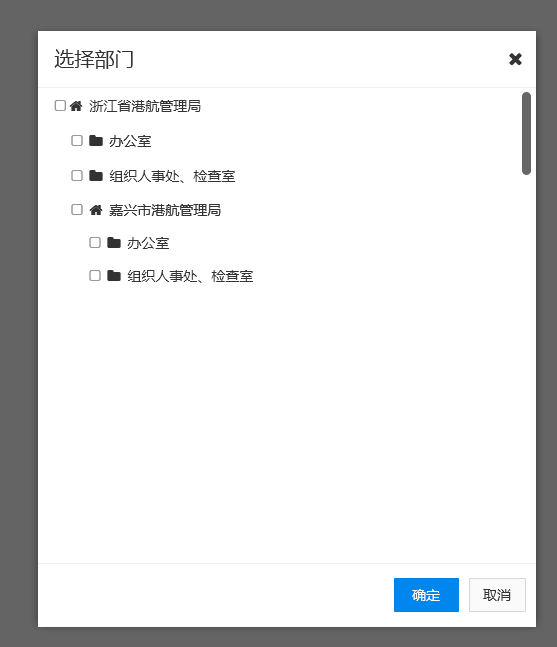 选择部门
浙江省港航管理局
办公室
组织人事处、检查室
嘉兴市港航管理局
办公室
组织人事处、检查室
确定 取消